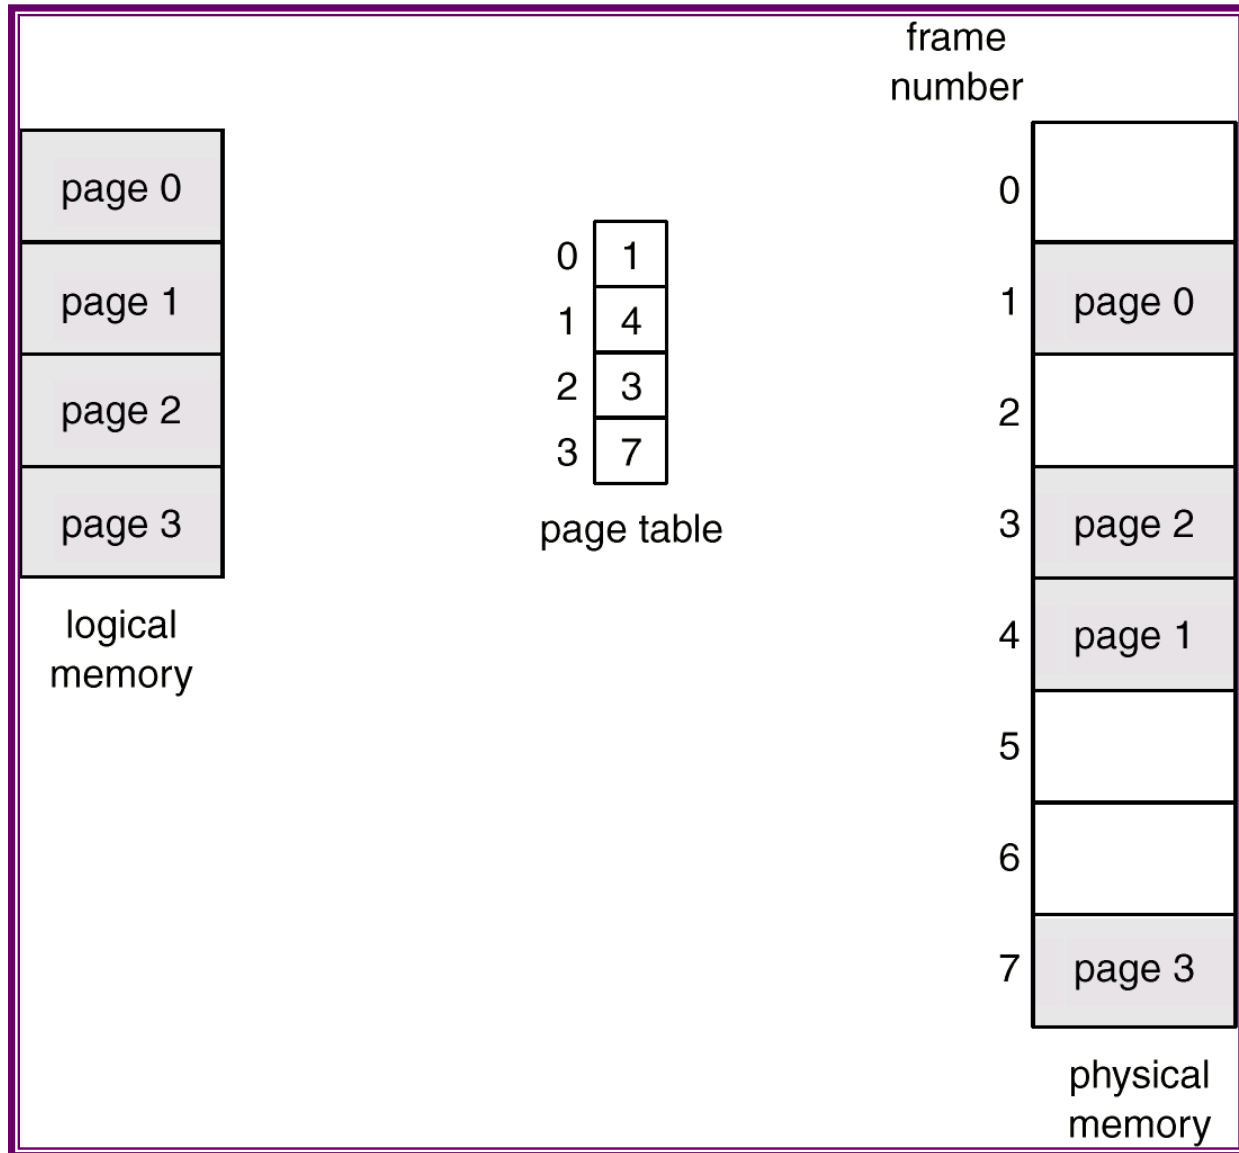 frame
number
page 0
page 1
page 2
page 3
logical
memory
0 1
1 4
2 3
3 7
page table
0
1 page 0
2
3 page 2
4 page 1
5
6
7 page 3
physical
memory